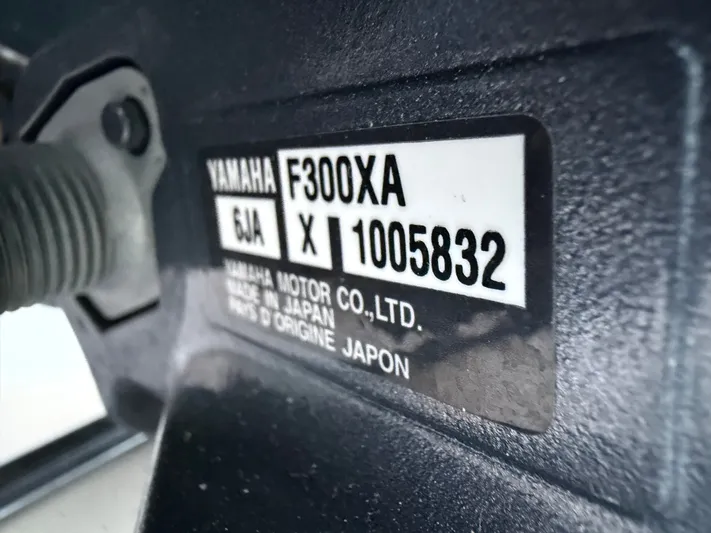 YAMAHA F300XA
6JA X 1005832
YAMAHA MOTOR CO.,LTD.
MADE IN JAPAN
PAYS D'ORIGINE JAPON